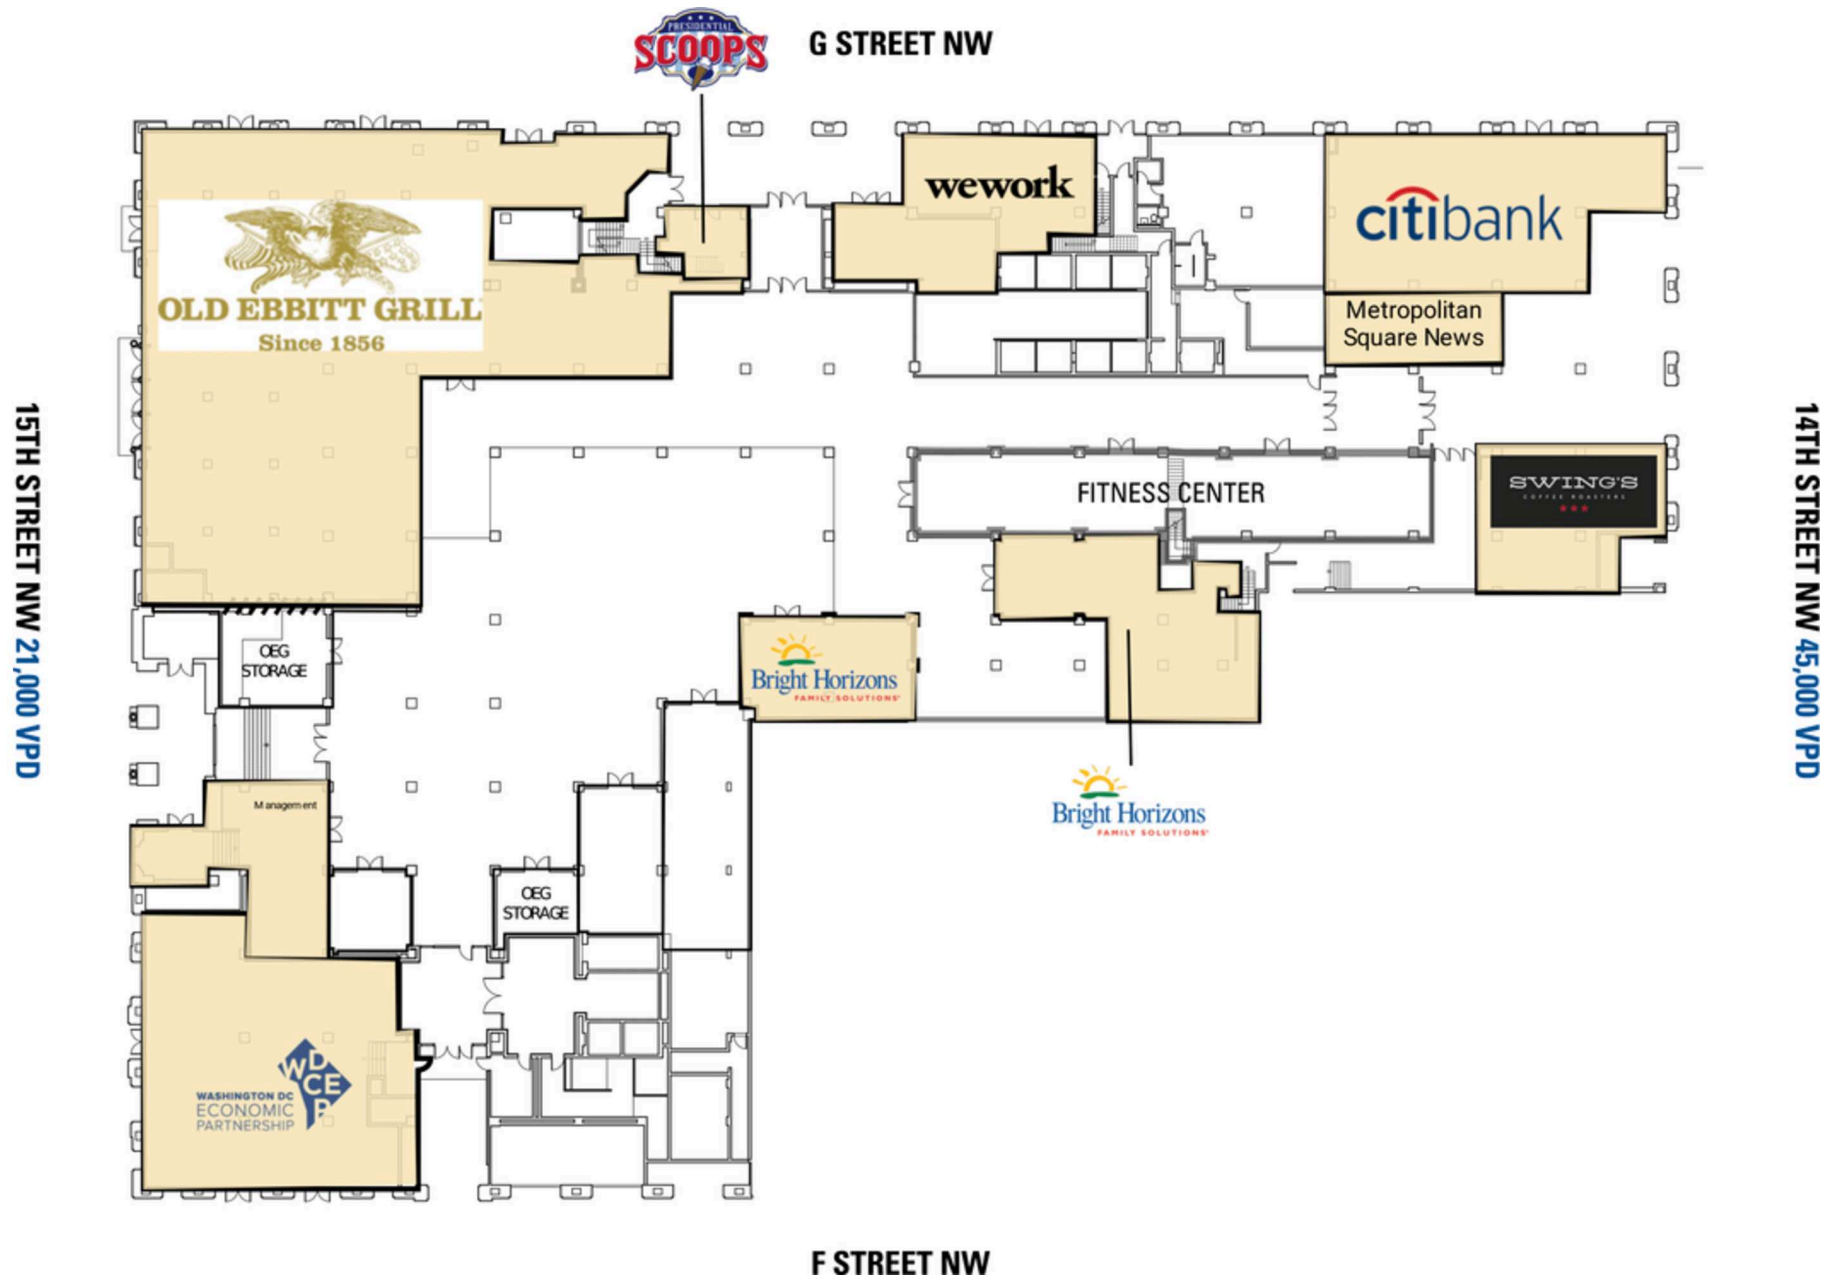 PRESIDENTIAL
SCOOPS
G STREET NW
wework
citibank
OLD EBBITT GRILL
Since 1856
Metropolitan
Square News
15TH STREET NW 21,000 VPD
14TH STREET NW 45,000 VPD
FITNESS CENTER
SWING'S
COFFEE ROASTERS
OEG
STORAGE
Bright Horizons
FAMILY SOLUTIONS
Management
Bright Horizons
FAMILY SOLUTIONS
OEG
STORAGE
WDCEP
WASHINGTON DC
ECONOMIC
PARTNERSHIP
F STREET NW